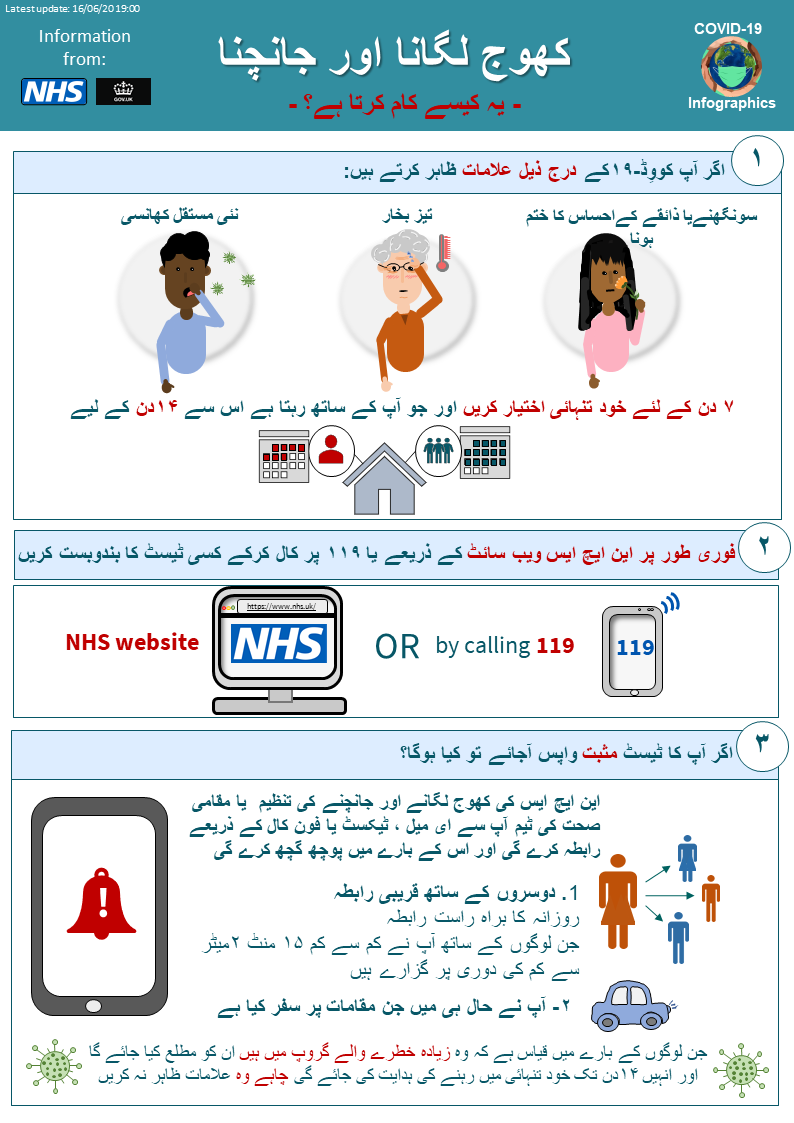 Latest update: 16/06/2019:00
Information
from:
NHS
GOV.UK
کھوج لگانا اور جانچنا
- یہ کیسے کام کرتا ہے؟ -
COVID-19
Infographics
۱
اگر آپ کووِڈ-۱۹کے درج ذیل علامات ظاہر کرتے ہیں:
سونگھنےیا ذائقے کےاحساس کا ختم
ہونا
تیز بخار
نئی مستقل کھانسی
۷ دن کے لئے خود تنہائی اختیار کریں اور جو آپ کے ساتھ رہتا ہے اس سے ۱۴دن کے لیے
۲
فوری طور پر این ایچ ایس ویب سائٹ کے ذریعے یا ۱۱۹ پر کال کرکے کسی ٹیسٹ کا بندوبست کریں
NHS website
https://www.nhs.uk/
NHS
OR
by calling 119
119
۳
اگر آپ کا ٹیسٹ مثبت واپس آجائے تو کیا ہوگا؟
این ایچ ایس کی کھوج لگانے اور جانچنے کی تنظیم یا مقامی
صحت کی ٹیم آپ سے ای میل ، ٹیکسٹ یا فون کال کے ذریعے
رابطہ کرے گی اور اس کے بارے میں پوچھ گچھ کرے گی
1. دوسروں کے ساتھ قریبی رابطہ
روزانہ کا براہ راست رابطہ
جن لوگوں کے ساتھ آپ نے کم سے کم ۱۵ منٹ ۲میٹر
سے کم کی دوری پر گزارے ہیں
۲- آپ نے حال ہی میں جن مقامات پر سفر کیا ہے
جن لوگوں کے بارے میں قیاس ہے کہ وہ زیادہ خطرے والے گروپ میں ہیں ان کو مطلع کیا جائے گا
اور انہیں ۱۴دن تک خود تنہائی میں رہنے کی ہدایت کی جائے گی چاہے وہ علامات ظاہر نہ کریں